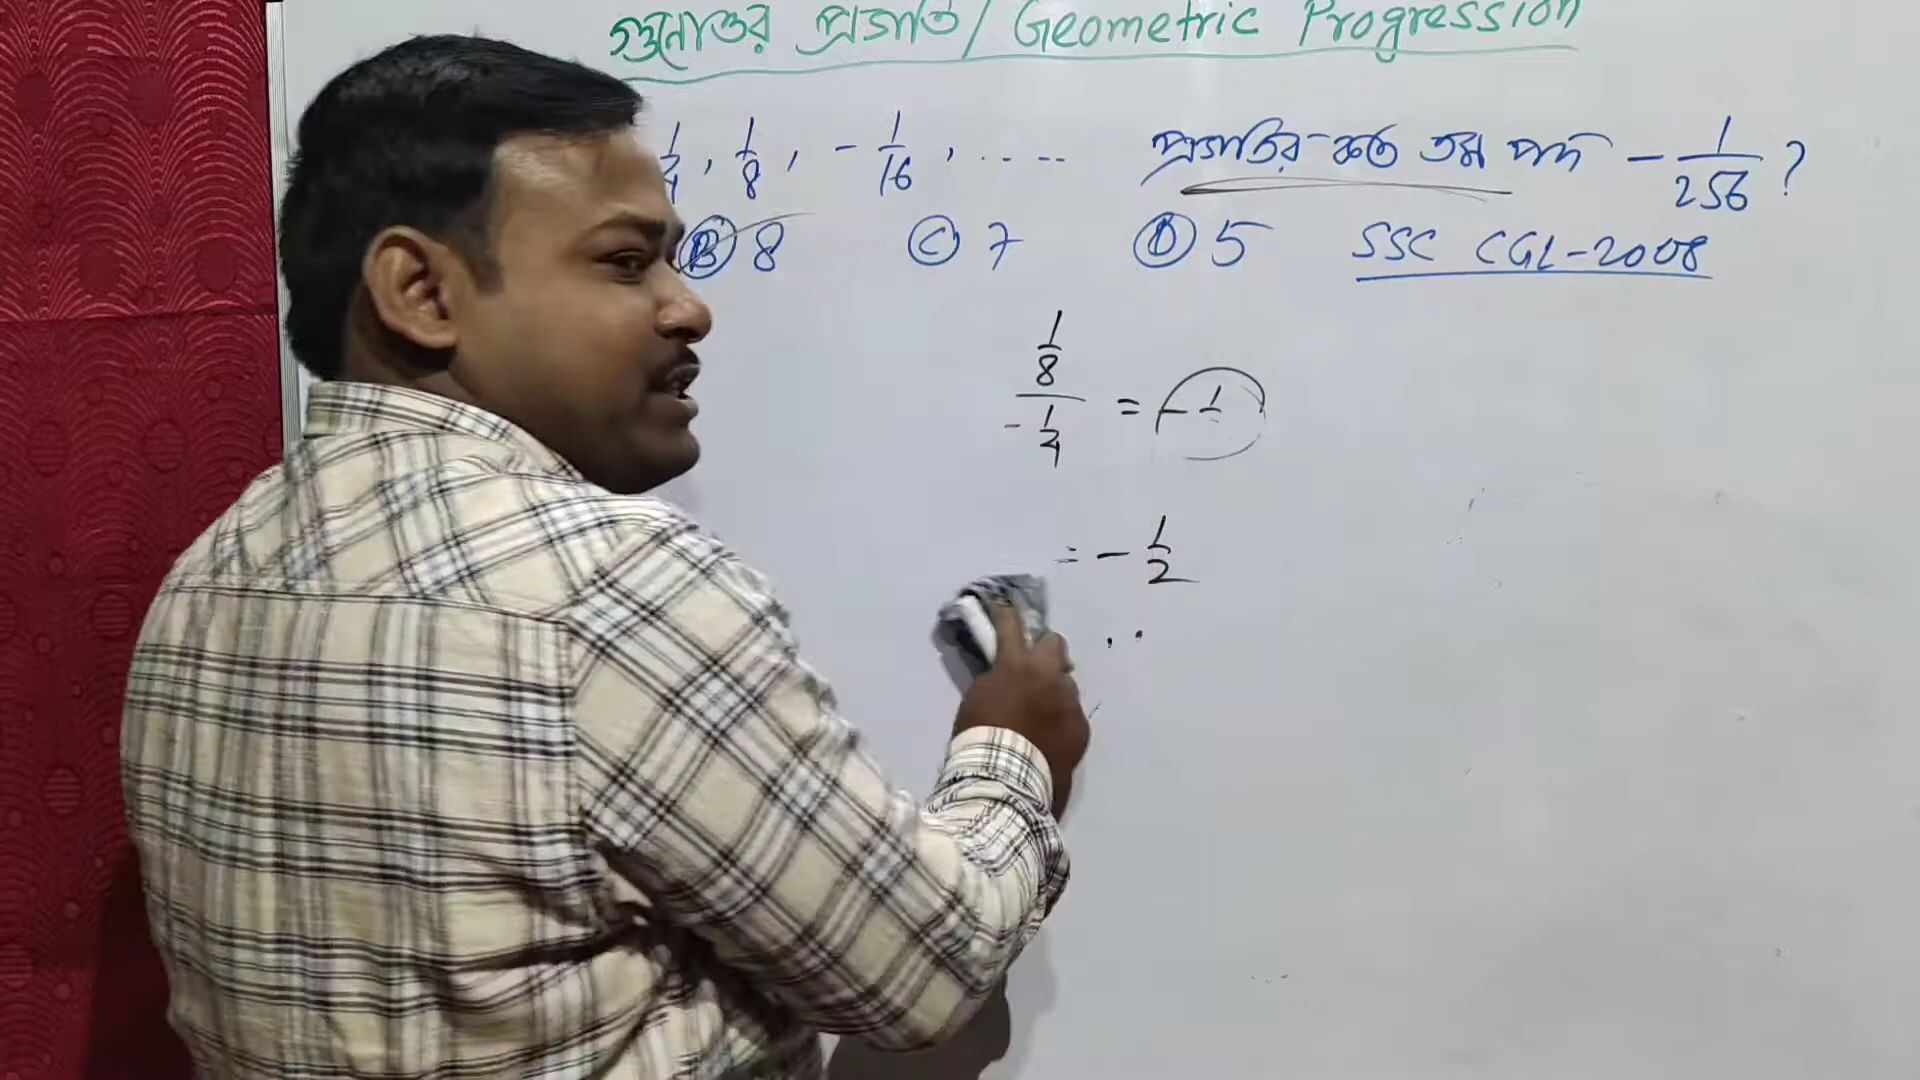 গুনোত্তর প্রগতি / Geometric Progression
1/4, 1/8, - 1/16, ..... প্রগতির কত তম পদ - 1/256 ?
Ⓑ 8 Ⓒ 7 Ⓓ 5 SSC CGL-2008
1/8 / - 1/4 = - 1
= - 1/2